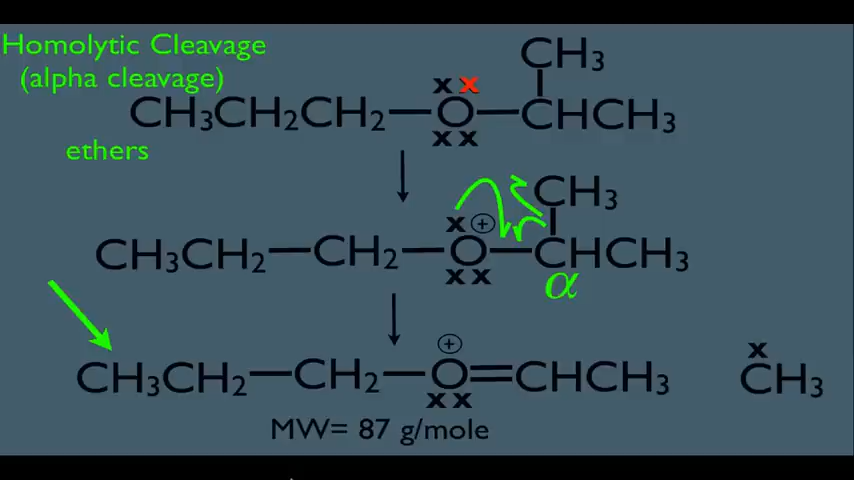 Homolytic Cleavage
(alpha cleavage)
CH3
x x
CH3CH2CH2—O—CHCH3
x x
ethers
CH3
x ⊕
CH3CH2—CH2—O—CHCH3
x x
α
⊕
x
CH3CH2—CH2—O=CHCH3 CH3
x x
MW= 87 g/mole